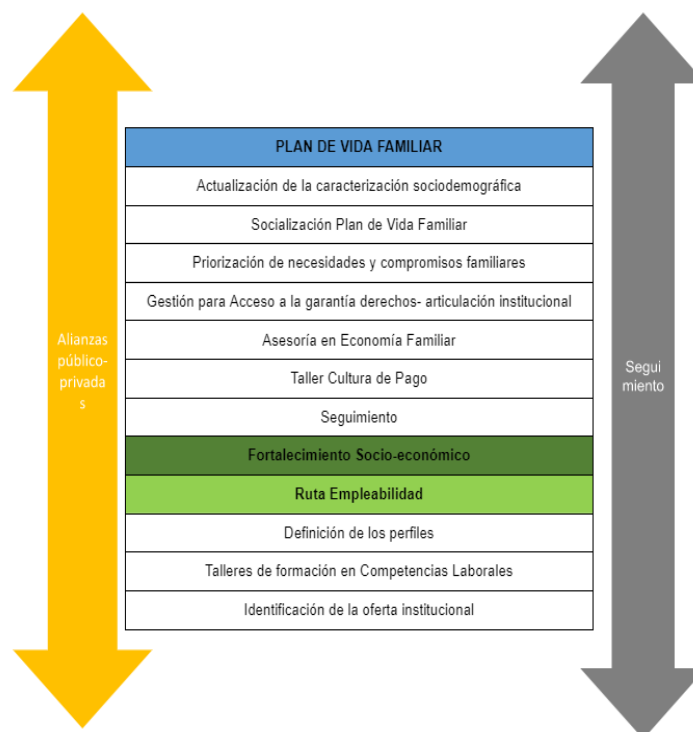 PLAN DE VIDA FAMILIAR
Actualización de la caracterización sociodemográfica
Socialización Plan de Vida Familiar
Priorización de necesidades y compromisos familiares
Gestión para Acceso a la garantía derechos- articulación institucional
Asesoría en Economía Familiar
Taller Cultura de Pago
Seguimiento
Fortalecimiento Socio-económico
Ruta Empleabilidad
Definición de los perfiles
Talleres de formación en Competencias Laborales
Identificación de la oferta institucional
Alianzas
público-
privada
s
Segui
miento